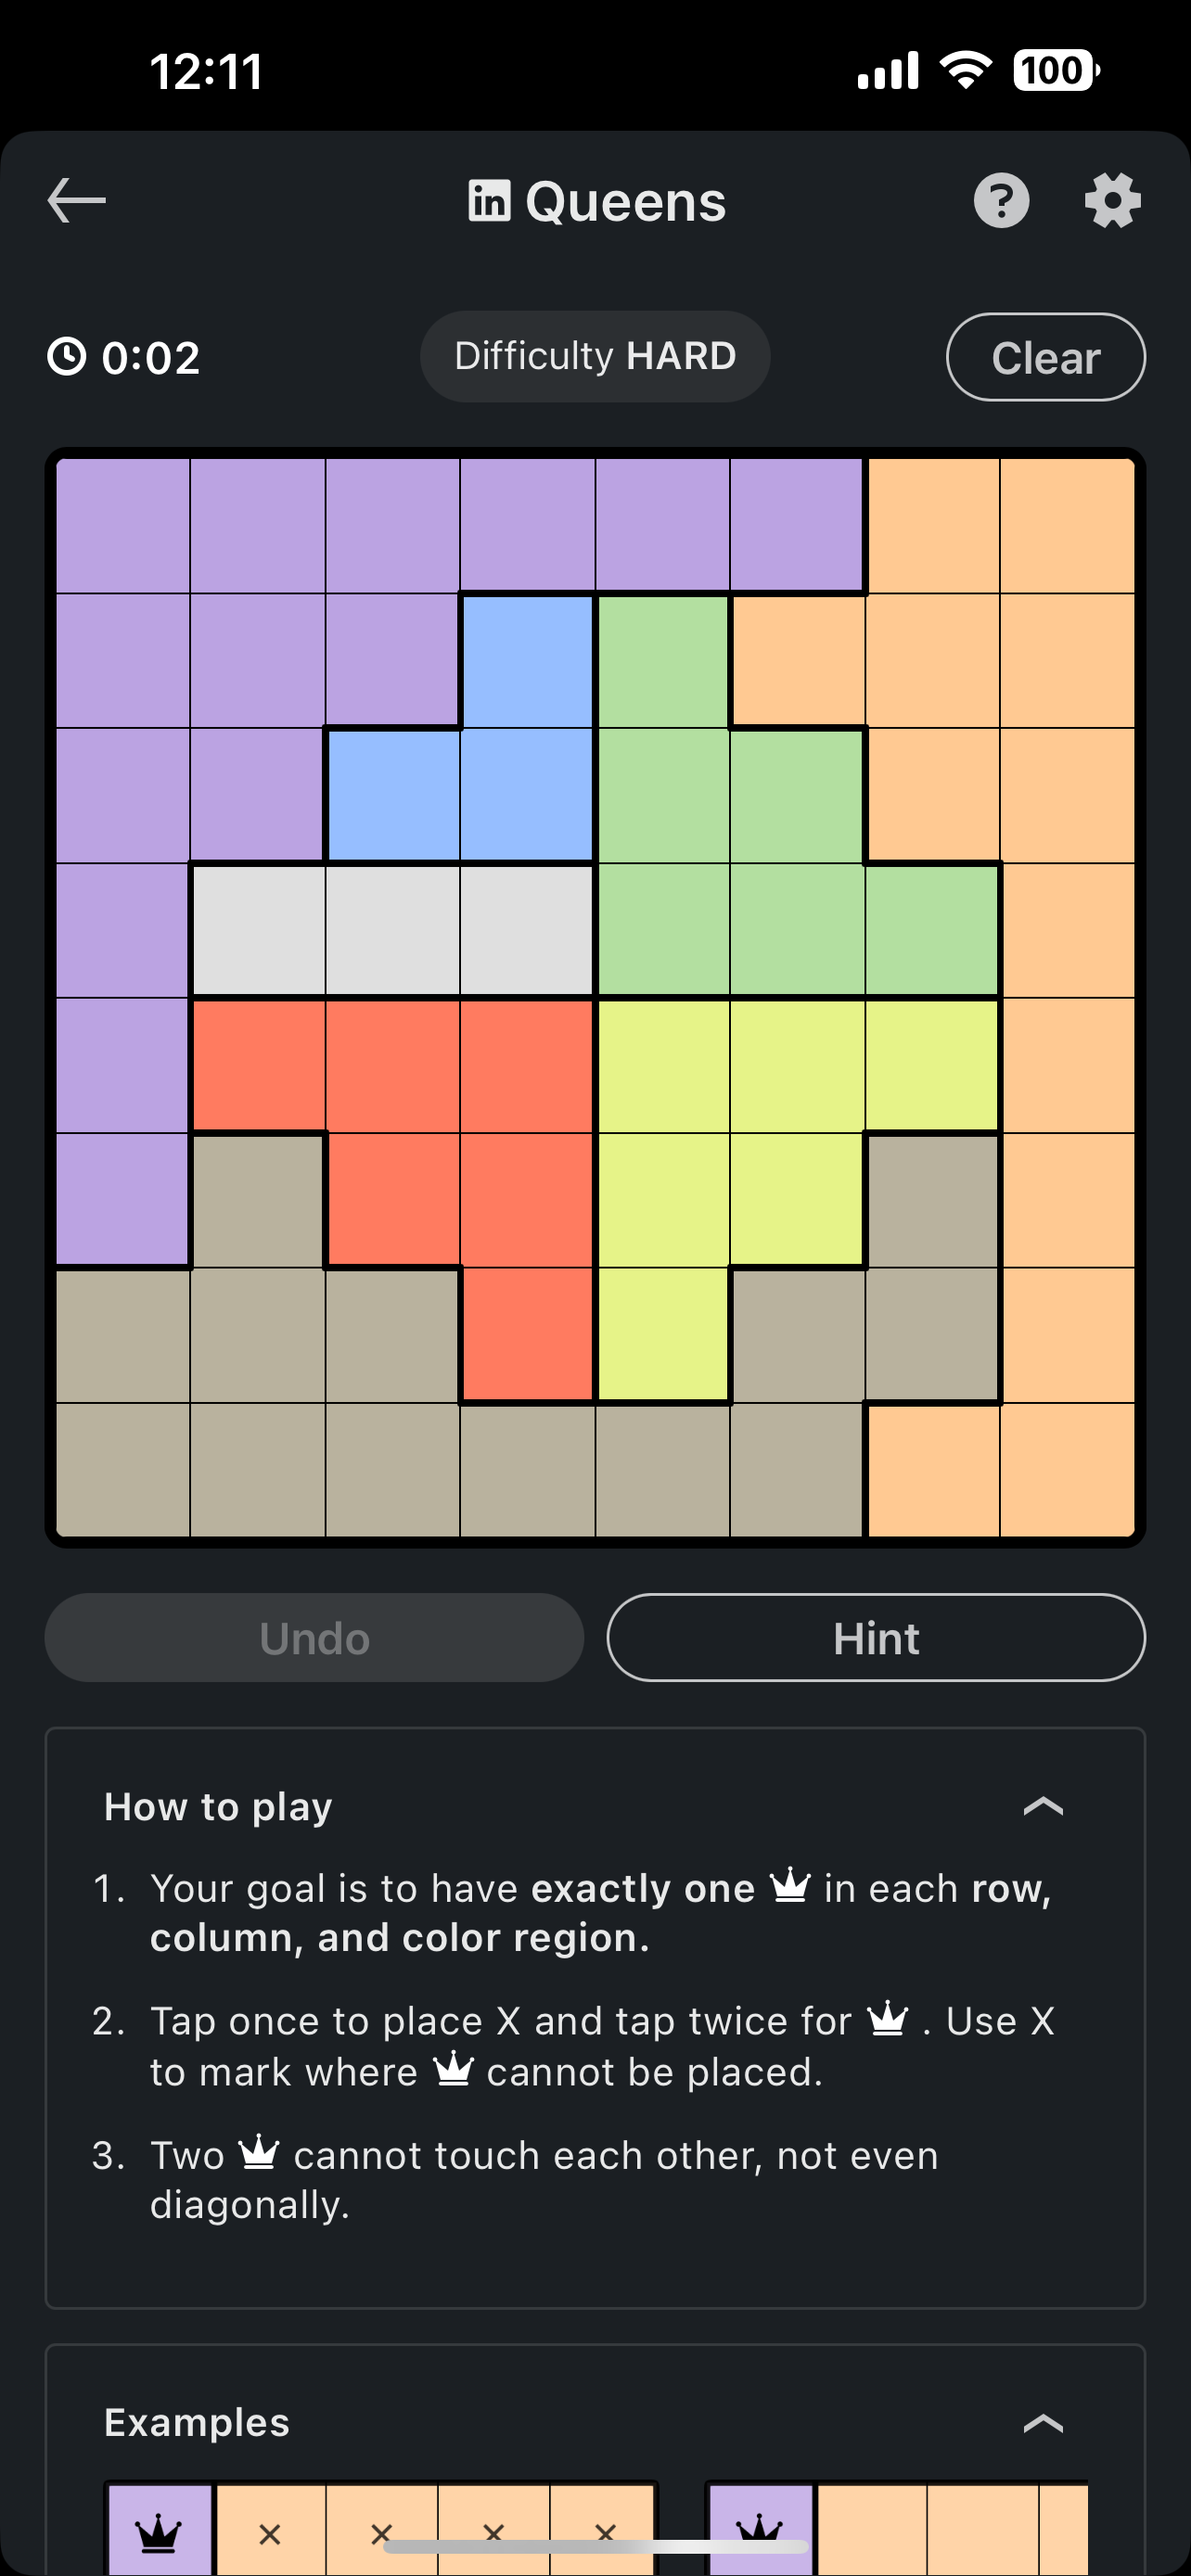 12:11
100
in Queens
?
0:02
Difficulty HARD
Clear
Undo
Hint
How to play
1. Your goal is to have exactly one in each row,
column, and color region.
2. Tap once to place X and tap twice for . Use X
to mark where cannot be placed.
3. Two cannot touch each other, not even
diagonally.
Examples